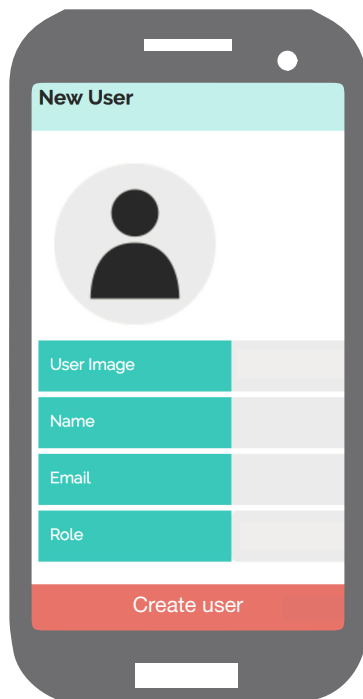 New User
User Image
Name
Email
Role
Create user